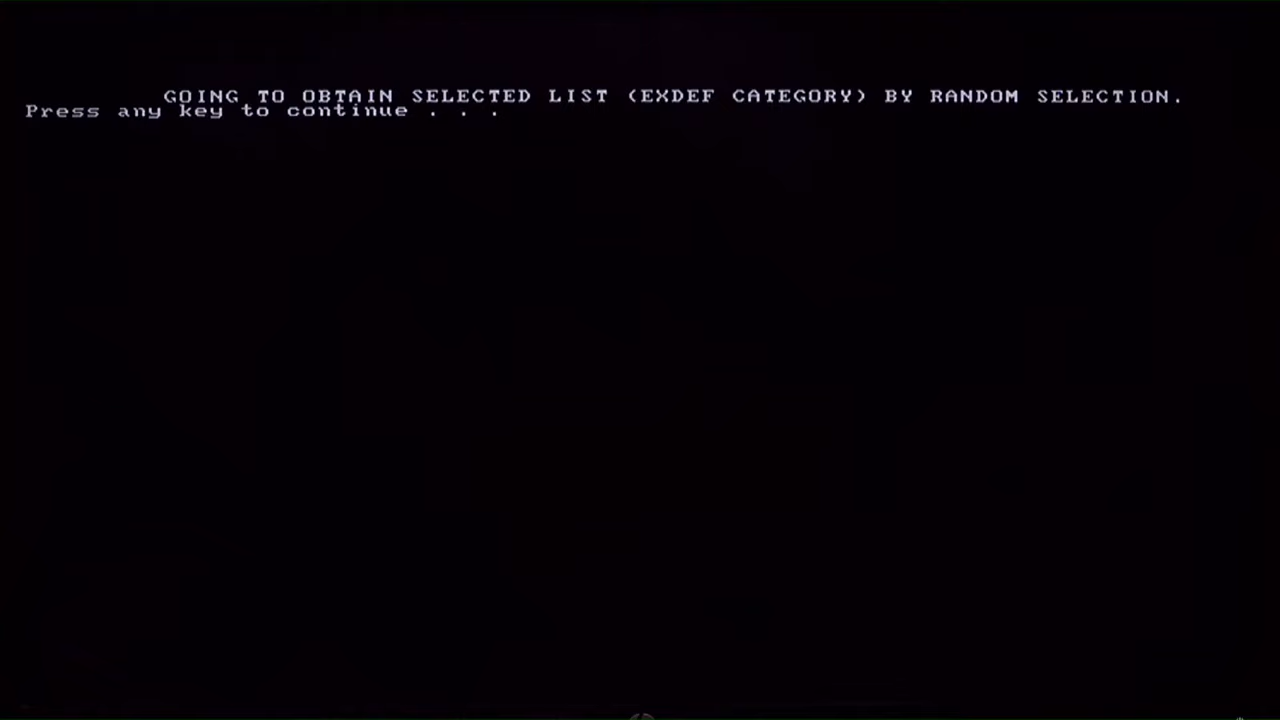 GOING TO OBTAIN SELECTED LIST (EXDEF CATEGORY) BY RANDOM SELECTION.
Press any key to continue . . .